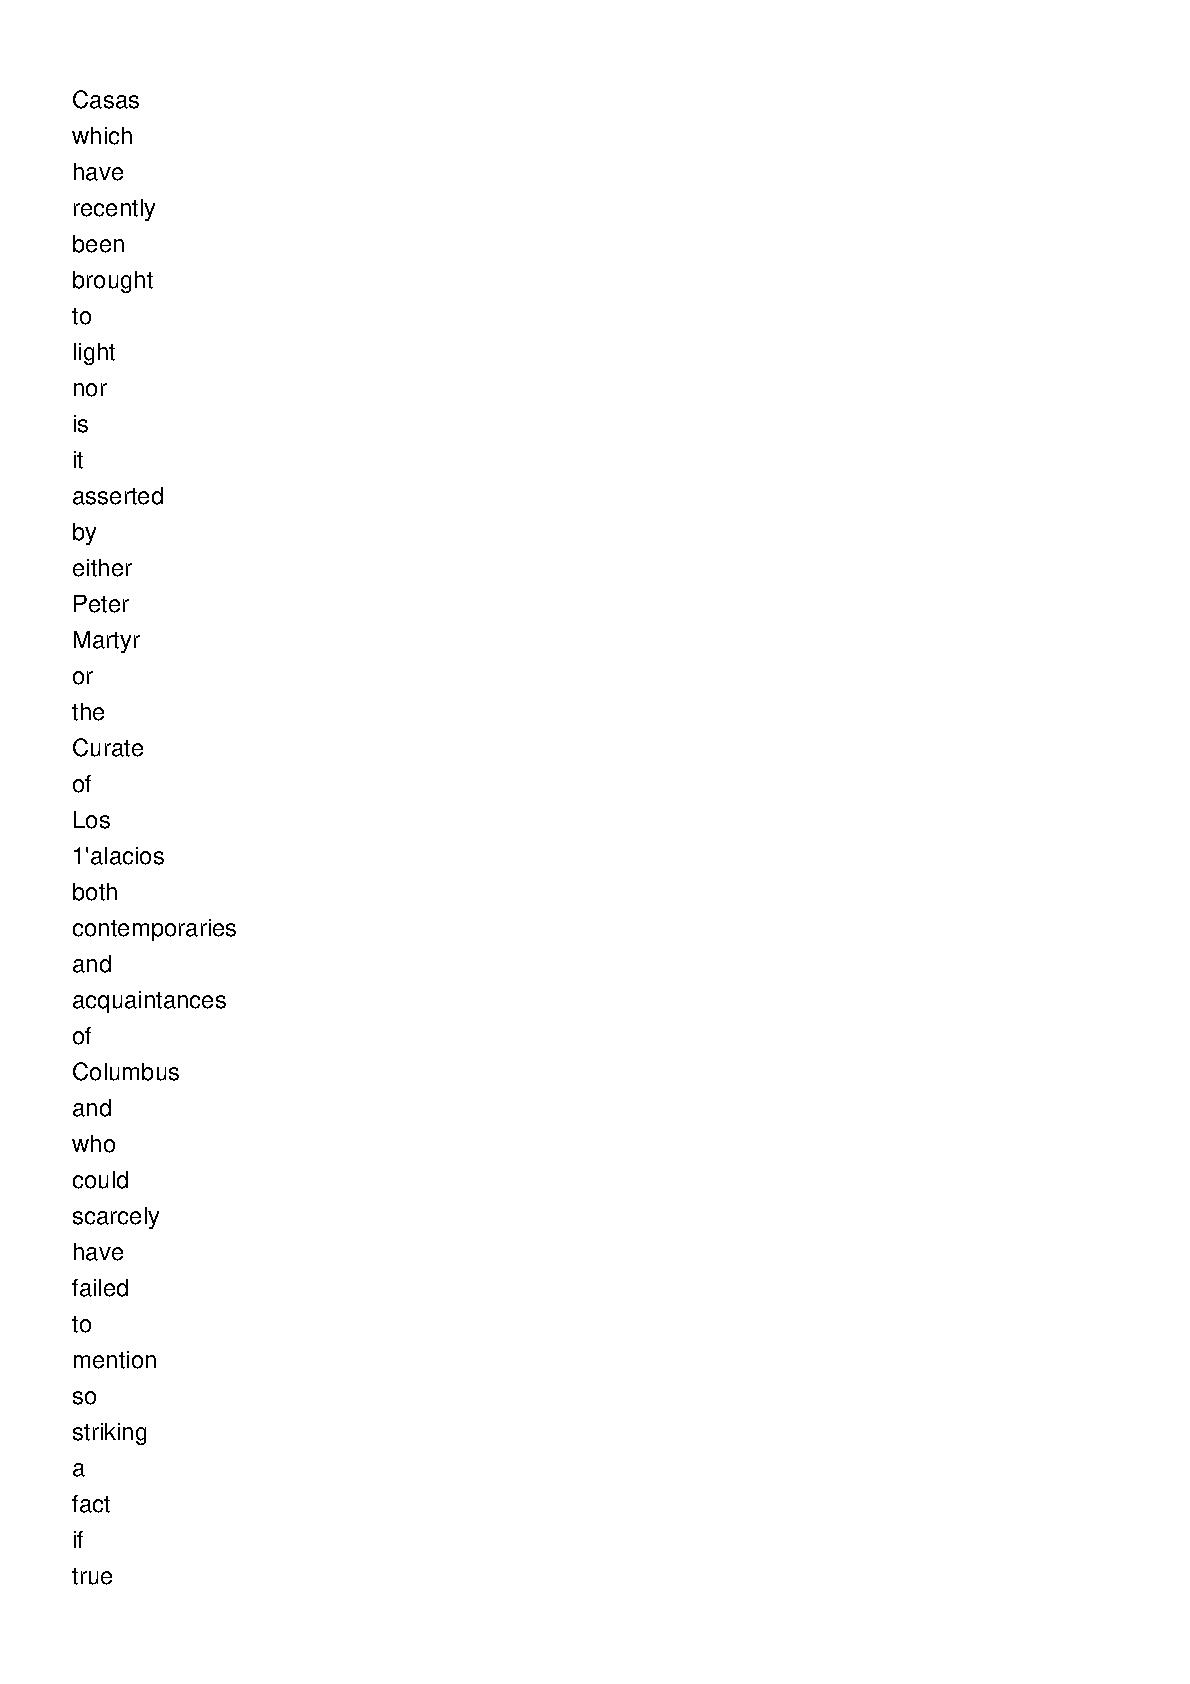 Casas
which
have
recently
been
brought
to
light
nor
is
it
asserted
by
either
Peter
Martyr
or
the
Curate
of
Los
1'alacios
both
contemporaries
and
acquaintances
of
Columbus
and
who
could
scarcely
have
failed
to
mention
so
striking
a
fact
if
true